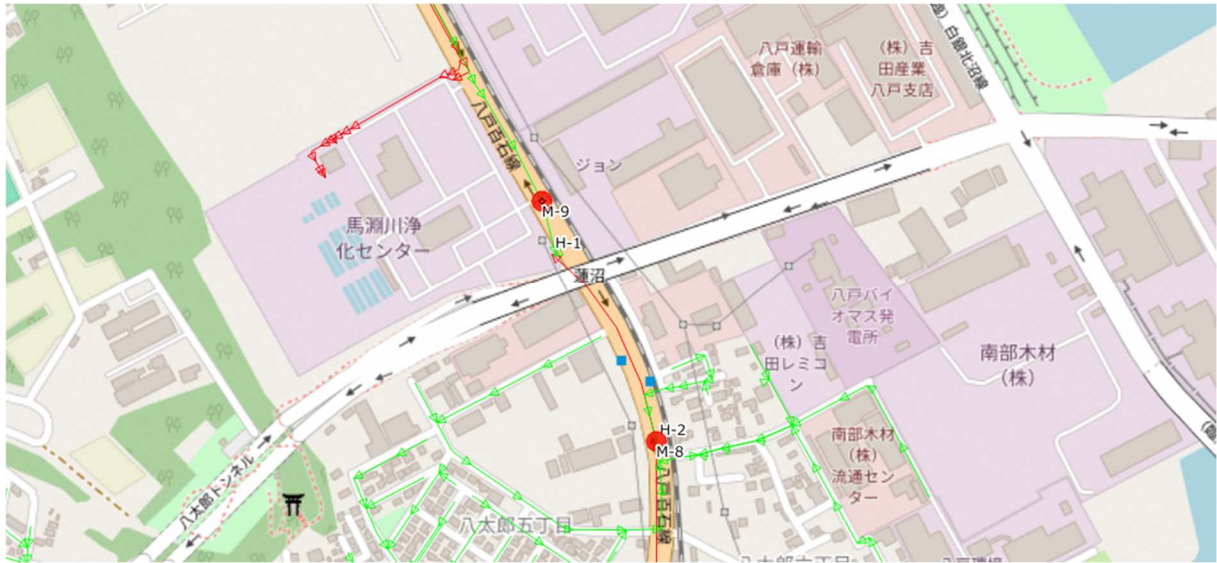 八戸運輸
倉庫（株）
（株）吉
田産業
八戸支店
）白銀北沼線
八戸百石線
ジョン
M-9
馬淵川浄
化センター
H-1
蓮沼
八戸バイ
オマス発
電所
（株）吉
田レミコ
ン
南部木材
（株）
H-2
M-8
南部木材
（株）
流通セン
ター
八太郎トンネル
八戸百石線
八太郎五丁目
八太郎六丁目